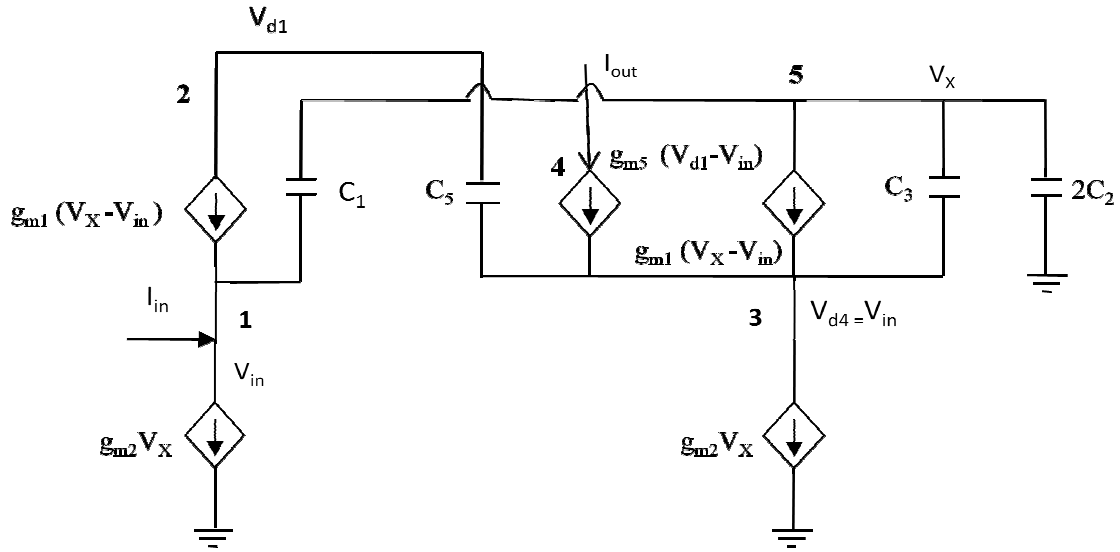 Vd1
Iout
2
5
VX
4
gm5 (Vd1-Vin)
gm1 (VX-Vin)
C1
C5
C3
2C2
gm1 (VX-Vin)
Iin
1
3
Vd4 = Vin
Vin
gm2VX
gm2VX